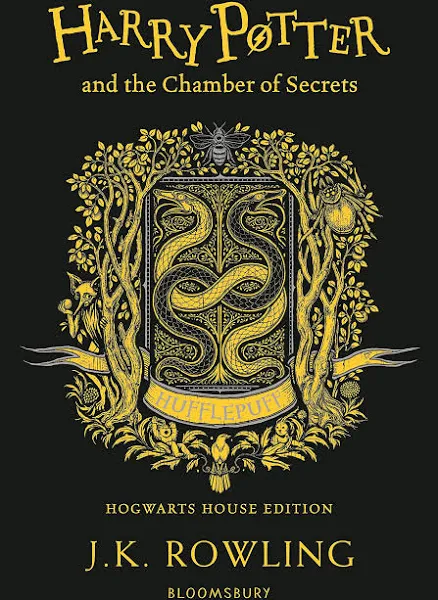 HARRY POTTER
and the Chamber of Secrets
HUFFLEPUFF
HOGWARTS HOUSE EDITION
J.K. ROWLING
BLOOMSBURY